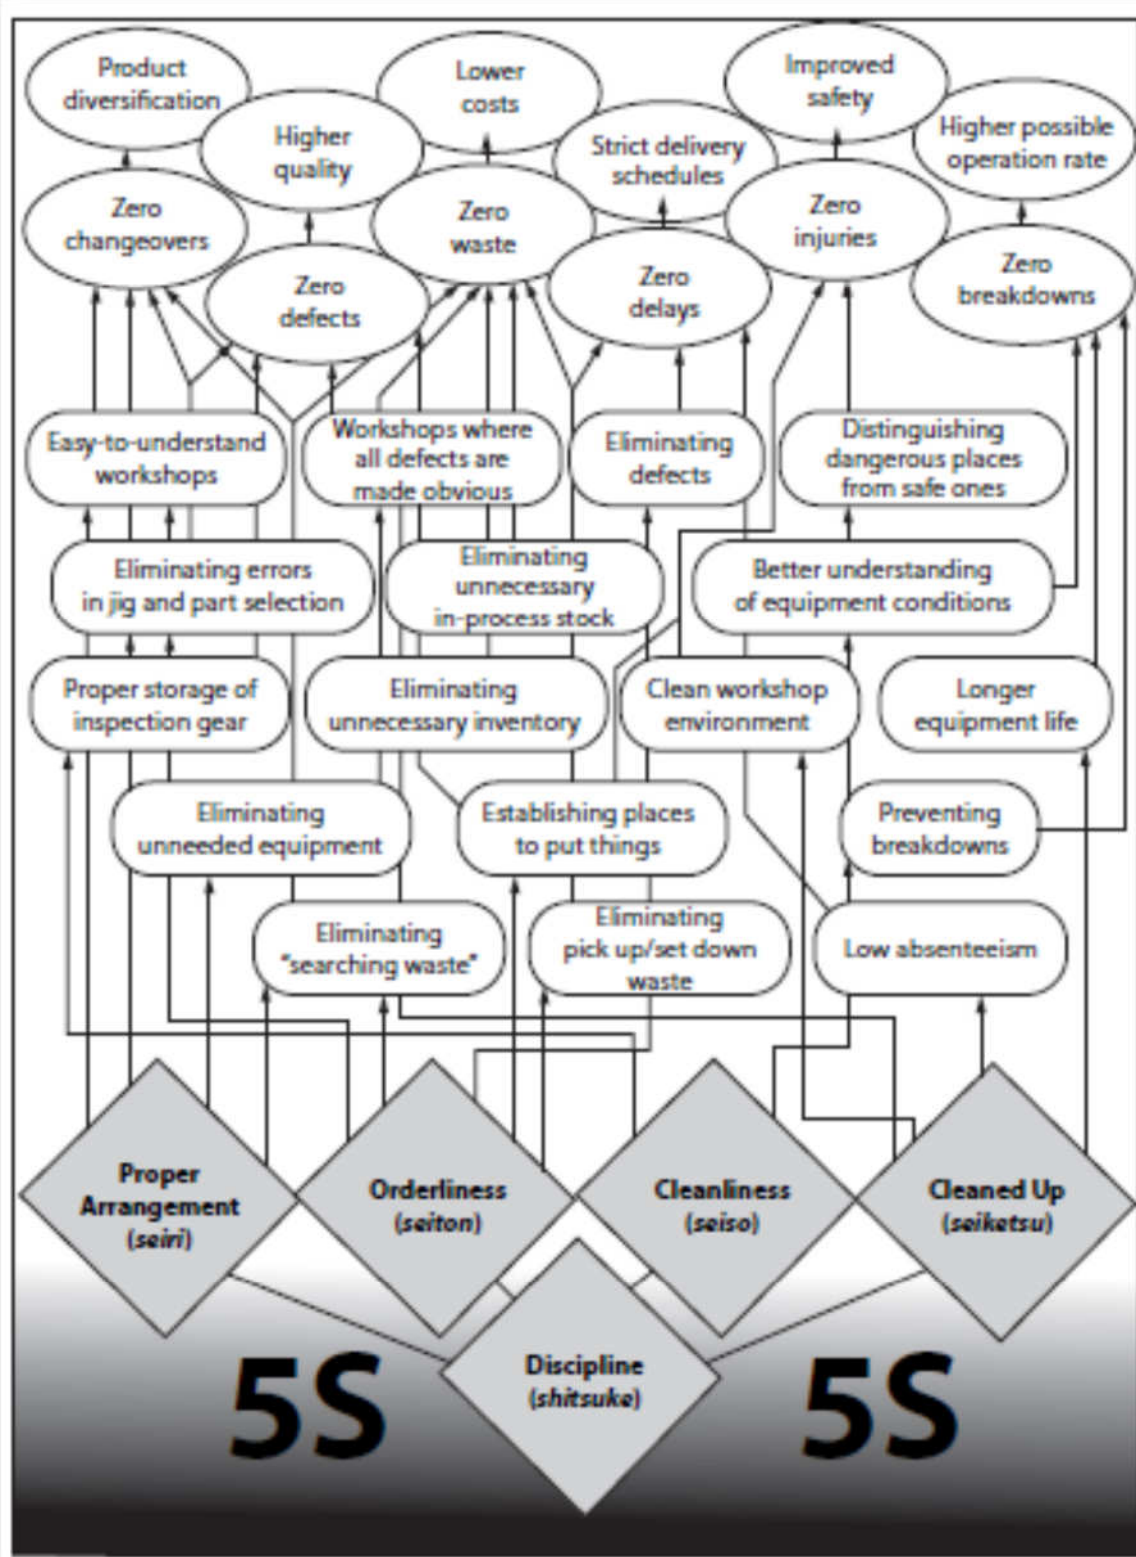 Product
diversification
Lower
costs
Improved
safety
Higher
quality
Strict delivery
schedules
Higher possible
operation rate
Zero
changeovers
Zero
waste
Zero
injuries
Zero
defects
Zero
delays
Zero
breakdowns
Easy-to-understand
workshops
Workshops where
all defects are
made obvious
Eliminating
defects
Distinguishing
dangerous places
from safe ones
Eliminating errors
in jig and part selection
Eliminating
unnecessary
in-process stock
Better understanding
of equipment conditions
Proper storage of
inspection gear
Eliminating
unnecessary inventory
Clean workshop
environment
Longer
equipment life
Eliminating
unneeded equipment
Establishing places
to put things
Preventing
breakdowns
Eliminating
"searching waste"
Eliminating
pick up/set down
waste
Low absenteeism
Proper
Arrangement
(seiri)
Orderliness
(seiton)
Cleanliness
(seiso)
Cleaned Up
(seiketsu)
Discipline
(shitsuke)
5S
5S